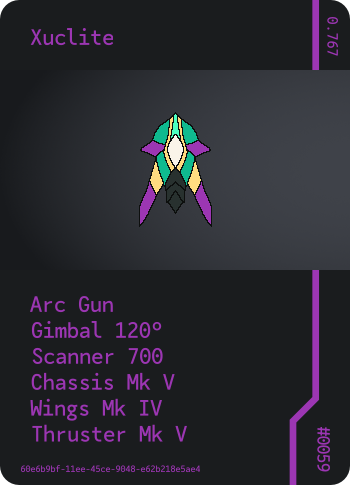 Xuclite
0.767
Arc Gun
Gimbal 120°
Scanner 700
Chassis Mk V
Wings Mk IV
Thruster Mk V
#0059
60e6b9bf-11ee-45ce-9048-e62b218e5ae4